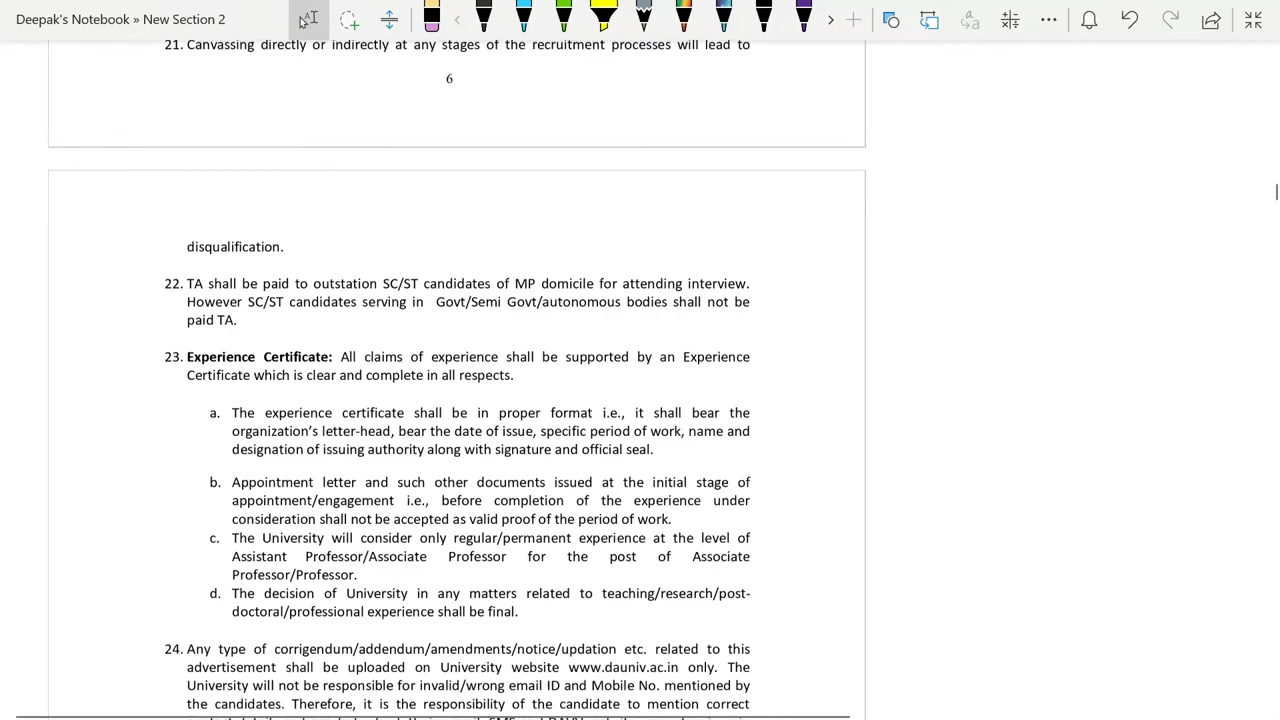 Deepak's Notebook » New Section 2
21. Canvassing directly or indirectly at any stages of the recruitment processes will lead to
6
disqualification.
22. TA shall be paid to outstation SC/ST candidates of MP domicile for attending interview.
However SC/ST candidates serving in Govt/Semi Govt/autonomous bodies shall not be
paid TA.
23. Experience Certificate: All claims of experience shall be supported by an Experience
Certificate which is clear and complete in all respects.
a. The experience certificate shall be in proper format i.e., it shall bear the
organization’s letter-head, bear the date of issue, specific period of work, name and
designation of issuing authority along with signature and official seal.
b. Appointment letter and such other documents issued at the initial stage of
appointment/engagement i.e., before completion of the experience under
consideration shall not be accepted as valid proof of the period of work.
c. The University will consider only regular/permanent experience at the level of
Assistant Professor/Associate Professor for the post of Associate
Professor/Professor.
d. The decision of University in any matters related to teaching/research/post-
doctoral/professional experience shall be final.
24. Any type of corrigendum/addendum/amendments/notice/updation etc. related to this
advertisement shall be uploaded on University website www.dauniv.ac.in only. The
University will not be responsible for invalid/wrong email ID and Mobile No. mentioned by
the candidates. Therefore, it is the responsibility of the candidate to mention correct